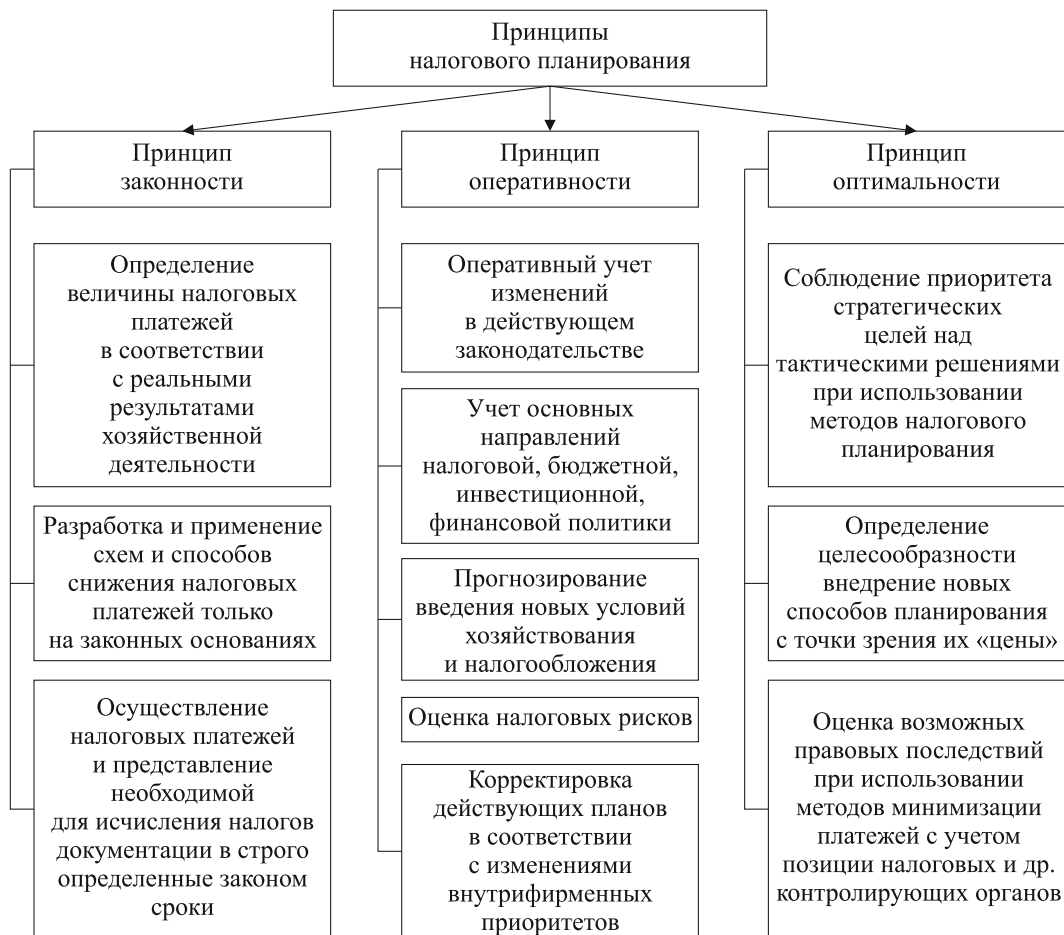 Принципы
налогового планирования
Принцип
законности
Определение
величины налоговых
платежей
в соответствии
с реальными
результатами
хозяйственной
деятельности
Разработка и применение
схем и способов
снижения налоговых
платежей только
на законных основаниях
Осуществление
налоговых платежей
и представление
необходимой
для исчисления налогов
документации в строго
определенные законом
сроки
Принцип
оперативности
Оперативный учет
изменений
в действующем
законодательстве
Учет основных
направлений
налоговой, бюджетной,
инвестиционной,
финансовой политики
Прогнозирование
введения новых условий
хозяйствования
и налогообложения
Оценка налоговых рисков
Корректировка
действующих планов
в соответствии
с изменениями
внутрифирменных
приоритетов
Принцип
оптимальности
Соблюдение приоритета
стратегических
целей над
тактическими решениями
при использовании
методов налогового
планирования
Определение
целесообразности
внедрение новых
способов планирования
с точки зрения их «цены»
Оценка возможных
правовых последствий
при использовании
методов минимизации
платежей с учетом
позиции налоговых и др.
контролирующих органов